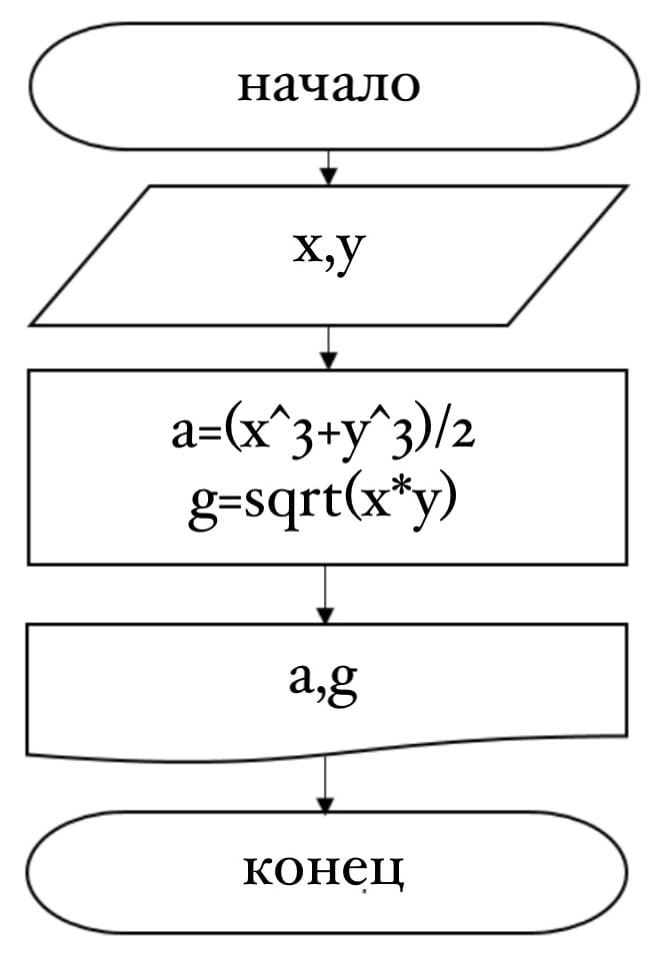 начало
x,y
a=(x^3+y^3)/2
g=sqrt(x*y)
a,g
конец